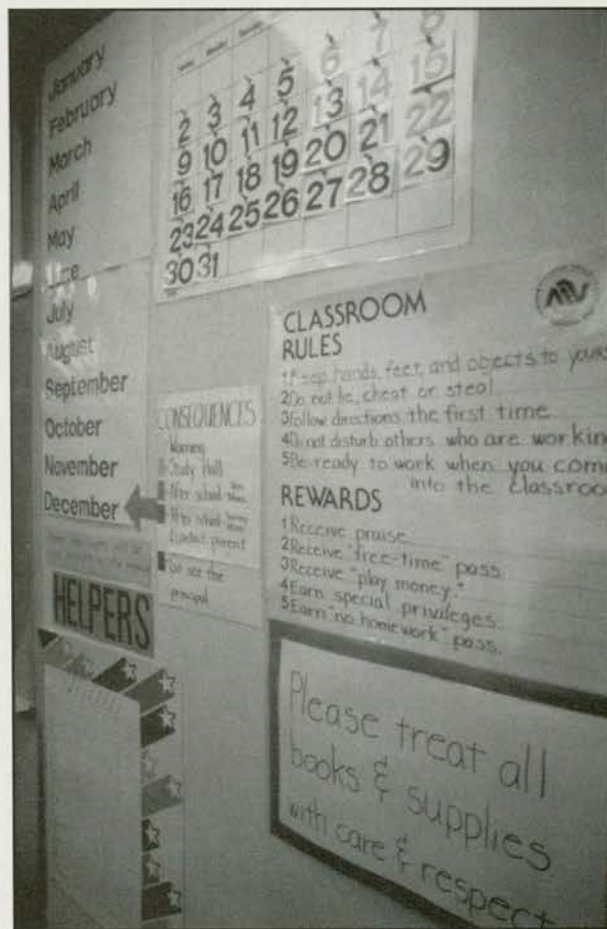 January
February
March
April
May
June
July
August
September
October
November
December
6 7 8
2 3 4 5 13 14 15
9 10 11 12 20 21 22
16 17 18 19 27 28 29
23 24 25 26
30 31
CONSEQUENCES
Warning
Study Hall
After school
After school
Contact parent
Go see the
principal
HELPERS
CLASSROOM
RULES
1 Keep hands, feet, and objects to yours
2 Do not lie, cheat or steal.
3 Follow directions the first time.
4 Do not disturb others who are workin
5 Be ready to work when you com
into the classroo
REWARDS
1 Receive praise.
2 Receive "free-time" pass.
3 Receive "play money."
4 Earn special privileges.
5 Earn "no homework" pass.
Please treat all
books & supplies
with care & respect